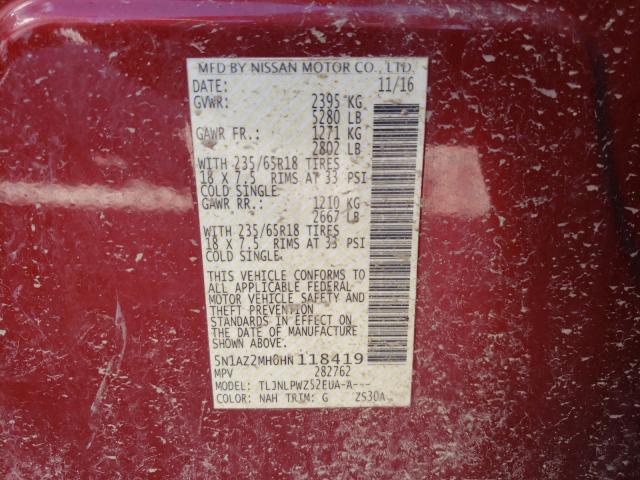 MFD BY NISSAN MOTOR CO., LTD.
DATE: 11/16
GVWR: 2395 KG
5280 LB
GAWR FR.: 1271 KG
2802 LB
WITH 235/65R18 TIRES
18 X 7.5 RIMS AT 33 PSI
COLD SINGLE
GAWR RR.: 1210 KG
2667 LB
WITH 235/65R18 TIRES
18 X 7.5 RIMS AT 33 PSI
COLD SINGLE.
THIS VEHICLE CONFORMS TO
ALL APPLICABLE FEDERAL
MOTOR VEHICLE SAFETY AND
THEFT PREVENTION
STANDARDS IN EFFECT ON
THE DATE OF MANUFACTURE
SHOWN ABOVE.
5N1AZ2MH0HN118419
MPV 282762
MODEL: TLJNLPWZ52EUA-A---
COLOR: NAH TRIM: G ZS30A